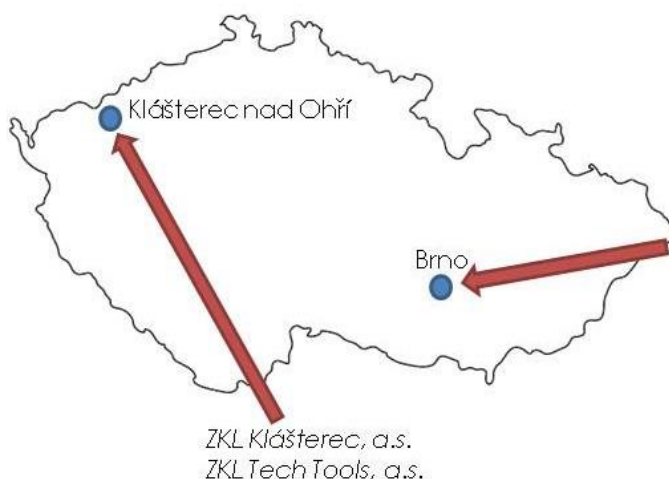 Klášterec nad Ohří
Brno
ZKL Klášterec, a.s.
ZKL Tech Tools, a.s.